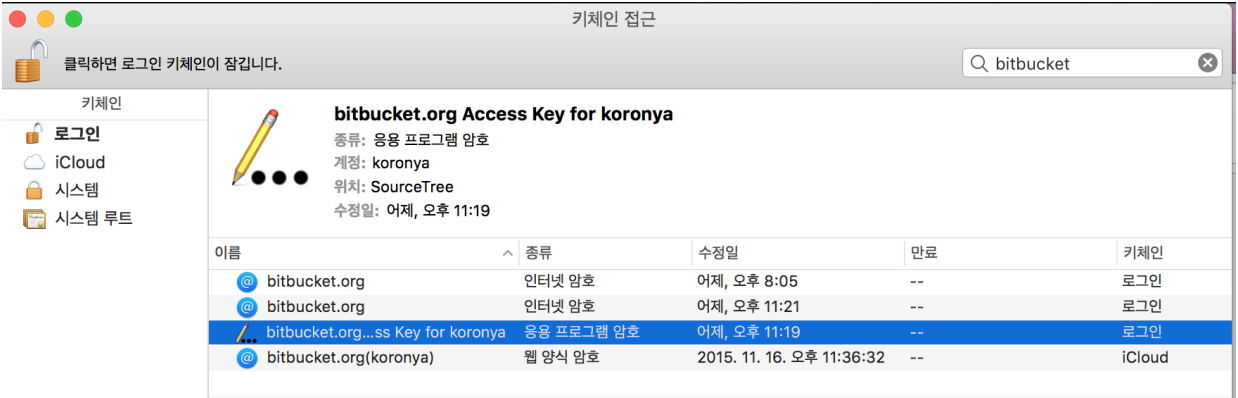 키체인 접근
클릭하면 로그인 키체인이 잠깁니다.
bitbucket
키체인
로그인
iCloud
시스템
시스템 루트
bitbucket.org Access Key for koronya
종류: 응용 프로그램 암호
계정: koronya
위치: SourceTree
수정일: 어제, 오후 11:19
이름 종류 수정일 만료 키체인
bitbucket.org 인터넷 암호 어제, 오후 8:05 -- 로그인
bitbucket.org 인터넷 암호 어제, 오후 11:21 -- 로그인
bitbucket.org...ss Key for koronya 응용 프로그램 암호 어제, 오후 11:19 -- 로그인
bitbucket.org(koronya) 웹 양식 암호 2015. 11. 16. 오후 11:36:32 -- iCloud